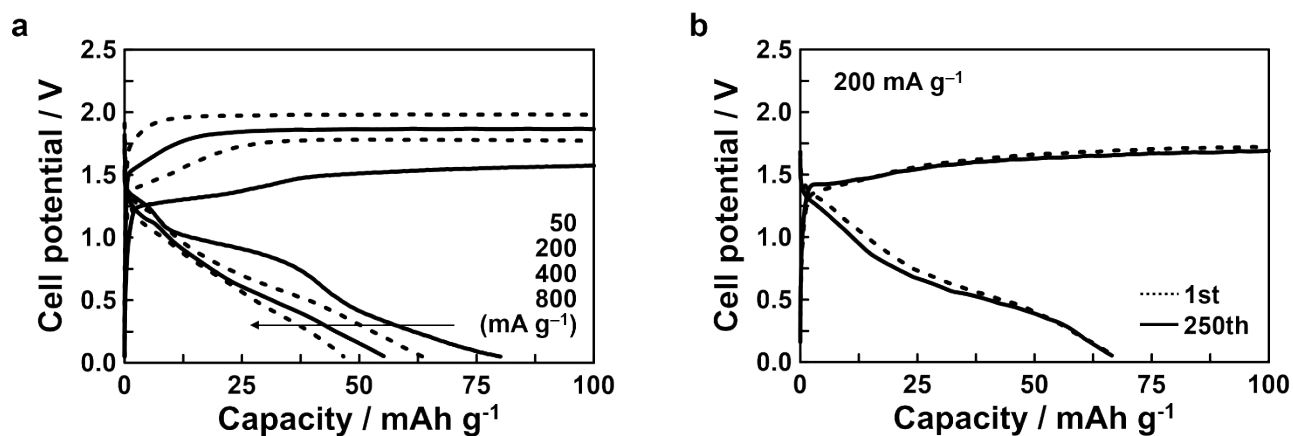 a
2.5
2.0
1.5
1.0
0.5
0.0
Cell potential / V
50
200
400
800
(mA g⁻¹)
0 25 50 75 100
Capacity / mAh g⁻¹
b
2.5
2.0
1.5
1.0
0.5
0.0
Cell potential / V
200 mA g⁻¹
1st
250th
0 25 50 75 100
Capacity / mAh g⁻¹